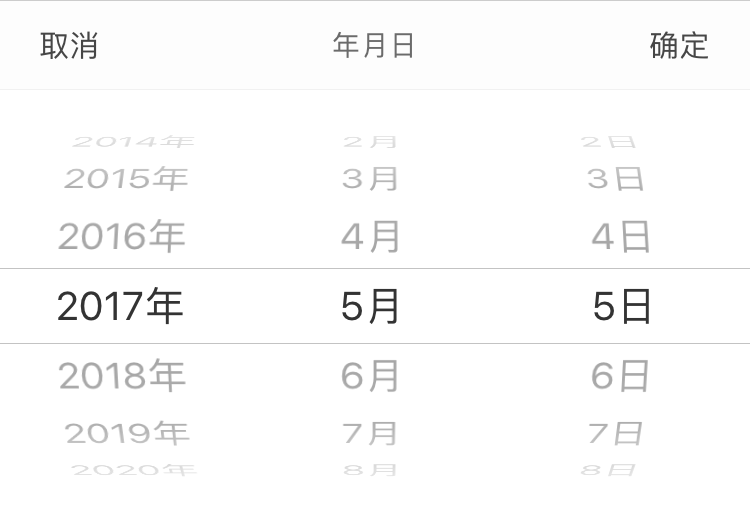 取消 年月日 确定
2014年 2月 2日
2015年 3月 3日
2016年 4月 4日
2017年 5月 5日
2018年 6月 6日
2019年 7月 7日
2020年 8月 8日